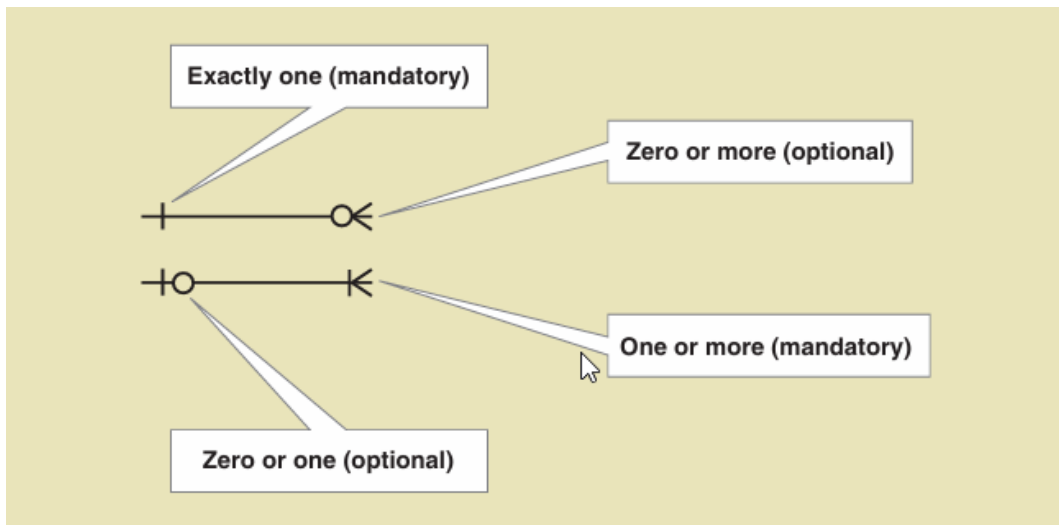 Exactly one (mandatory)
Zero or more (optional)
One or more (mandatory)
Zero or one (optional)